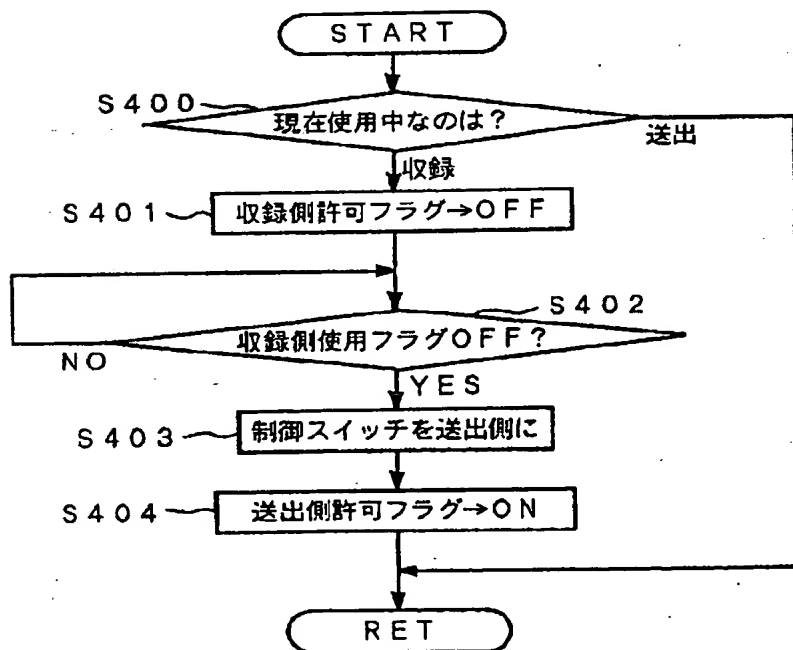 START
S400
現在使用中なのは?
送出
収録
S401
収録側許可フラグ→OFF
S402
収録側使用フラグOFF?
NO
YES
S403
制御スイッチを送出側に
S404
送出側許可フラグ→ON
RET